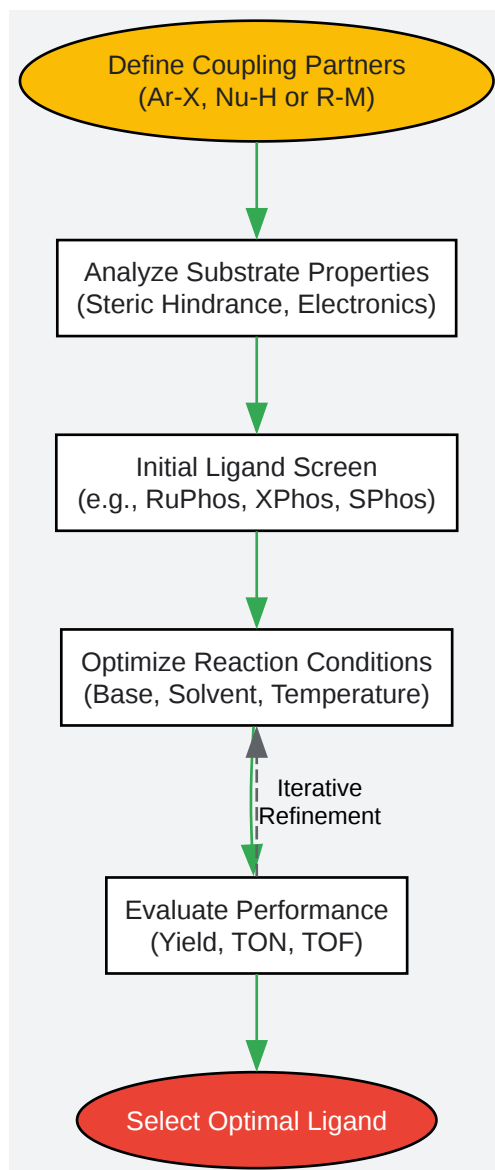 Define Coupling Partners
(Ar-X, Nu-H or R-M)
Analyze Substrate Properties
(Steric Hindrance, Electronics)
Initial Ligand Screen
(e.g., RuPhos, XPhos, SPhos)
Optimize Reaction Conditions
(Base, Solvent, Temperature)
Iterative
Refinement
Evaluate Performance
(Yield, TON, TOF)
Select Optimal Ligand